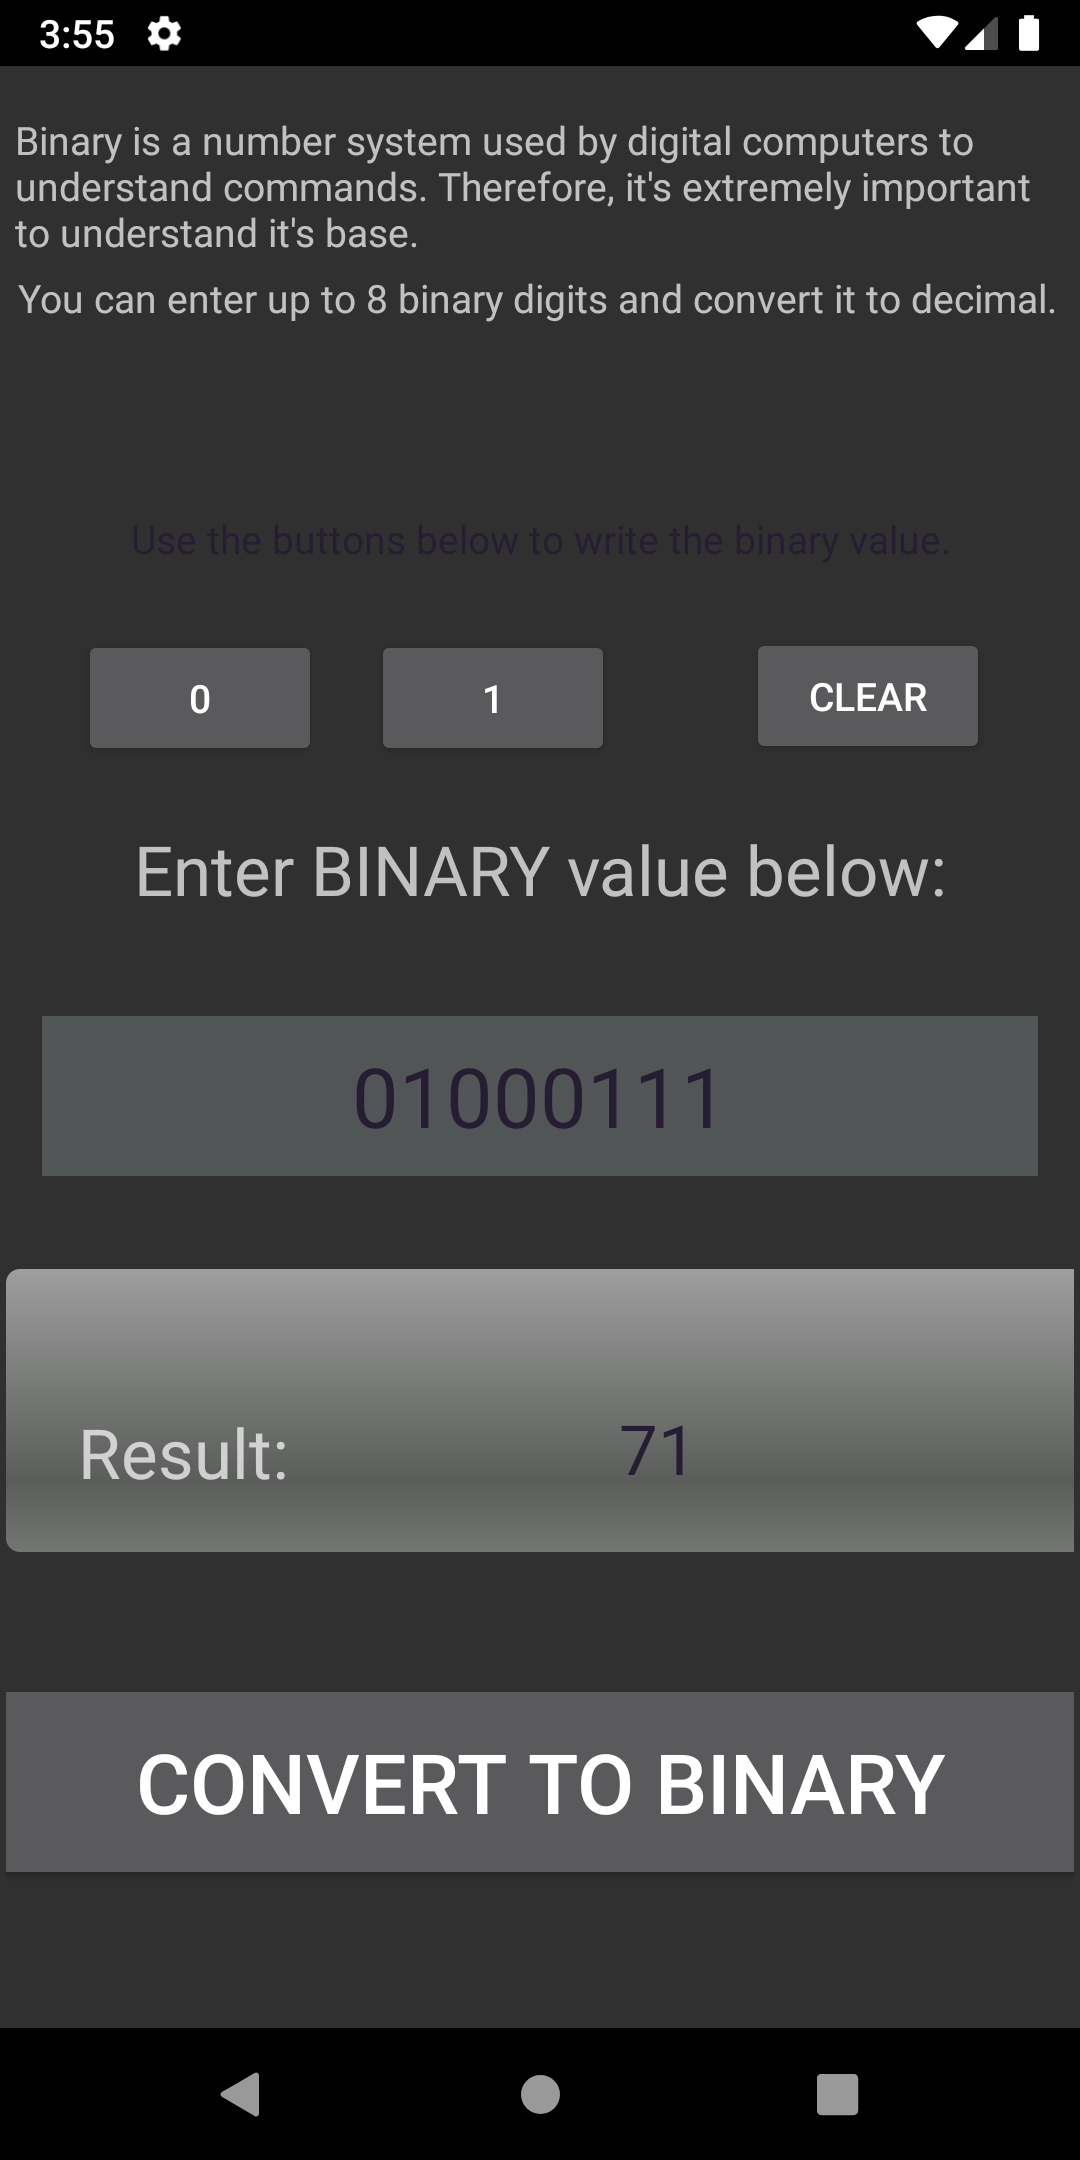 3:55
Binary is a number system used by digital computers to
understand commands. Therefore, it's extremely important
to understand it's base.
You can enter up to 8 binary digits and convert it to decimal.
Use the buttons below to write the binary value.
0 1 CLEAR
Enter BINARY value below:
01000111
Result: 71
CONVERT TO BINARY